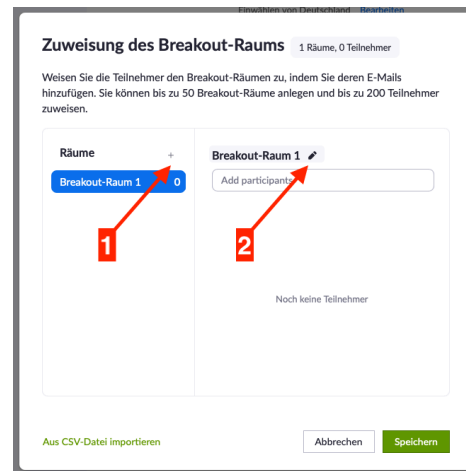 Einwählen von Deutschland Bearbeiten
Zuweisung des Breakout-Raums 1 Räume, 0 Teilnehmer
Weisen Sie die Teilnehmer den Breakout-Räumen zu, indem Sie deren E-Mails
hinzufügen. Sie können bis zu 50 Breakout-Räume anlegen und bis zu 200 Teilnehmer
zuweisen.
Räume +
Breakout-Raum 1 0
Breakout-Raum 1
Add participants
1
2
Noch keine Teilnehmer
Aus CSV-Datei importieren
Abbrechen
Speichern